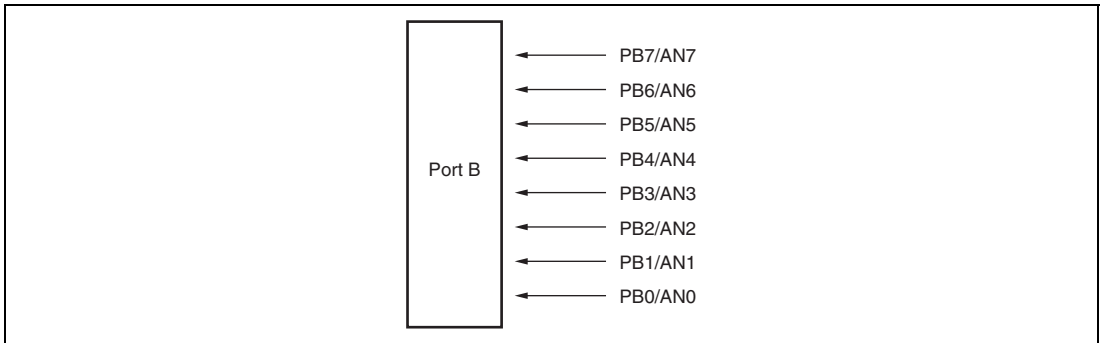 PB7/AN7
PB6/AN6
PB5/AN5
PB4/AN4
Port B
PB3/AN3
PB2/AN2
PB1/AN1
PB0/AN0